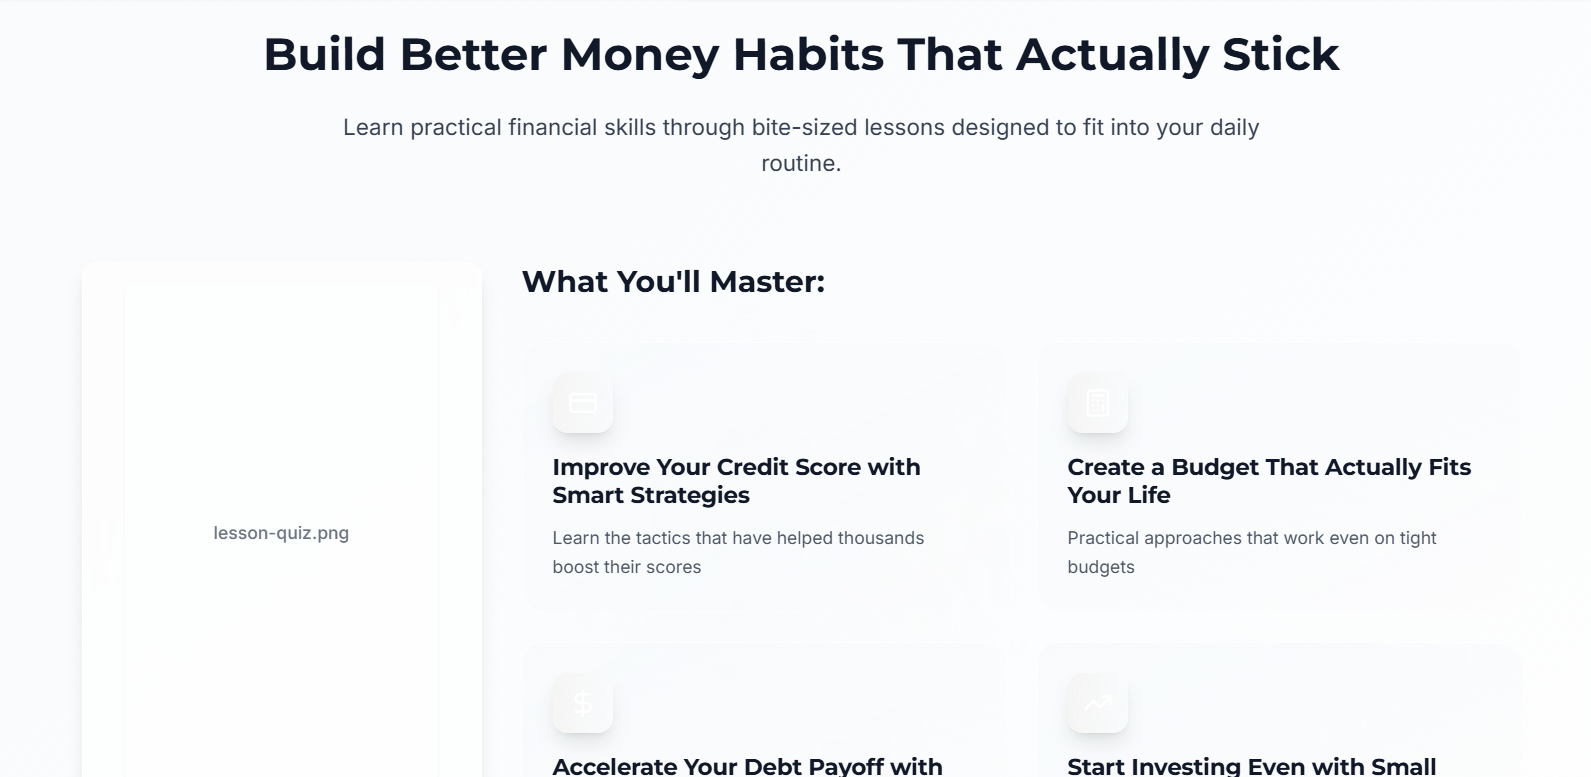 Build Better Money Habits That Actually Stick
Learn practical financial skills through bite-sized lessons designed to fit into your daily
routine.
lesson-quiz.png
What You'll Master:
Improve Your Credit Score with
Smart Strategies
Learn the tactics that have helped thousands
boost their scores
Create a Budget That Actually Fits
Your Life
Practical approaches that work even on tight
budgets
Accelerate Your Debt Payoff with
Start Investing Even with Small